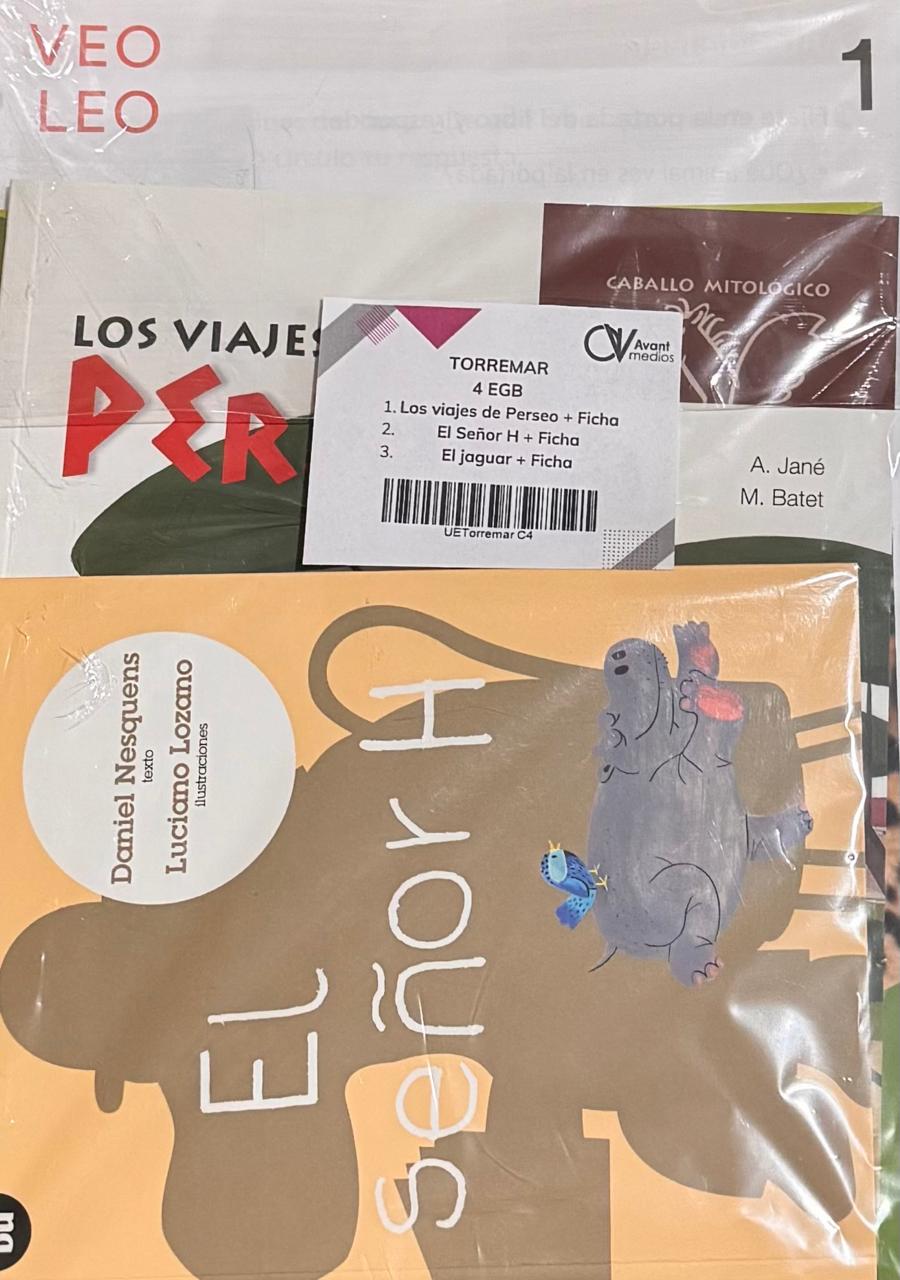 VEO
LEO
1
LOS VIAJES
PER
CABALLO MITOLÓGICO
A. Jané
M. Batet
Avant
medios
TORREMAR
4 EGB
1. Los viajes de Perseo + Ficha
2. El Señor H + Ficha
3. El jaguar + Ficha
UETorremar C4
Daniel Nesquens
texto
Luciano Lozano
ilustraciones
El
Señor H